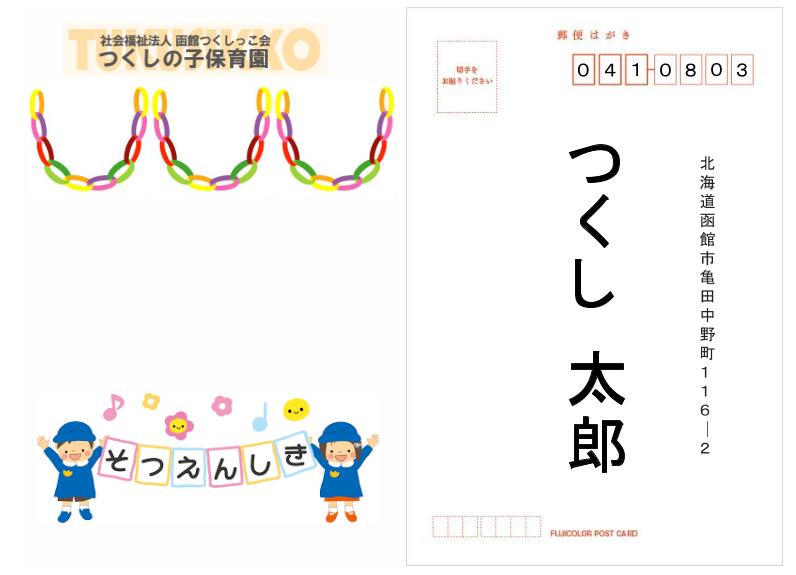 社会福祉法人 函館つくしっこ会
つくしの子保育園
そつえんしき
郵便はがき
切手を
お貼りください
041-0803
北海道函館市亀田中野町116―2
つくし 太郎
FUJICOLOR POST CARD